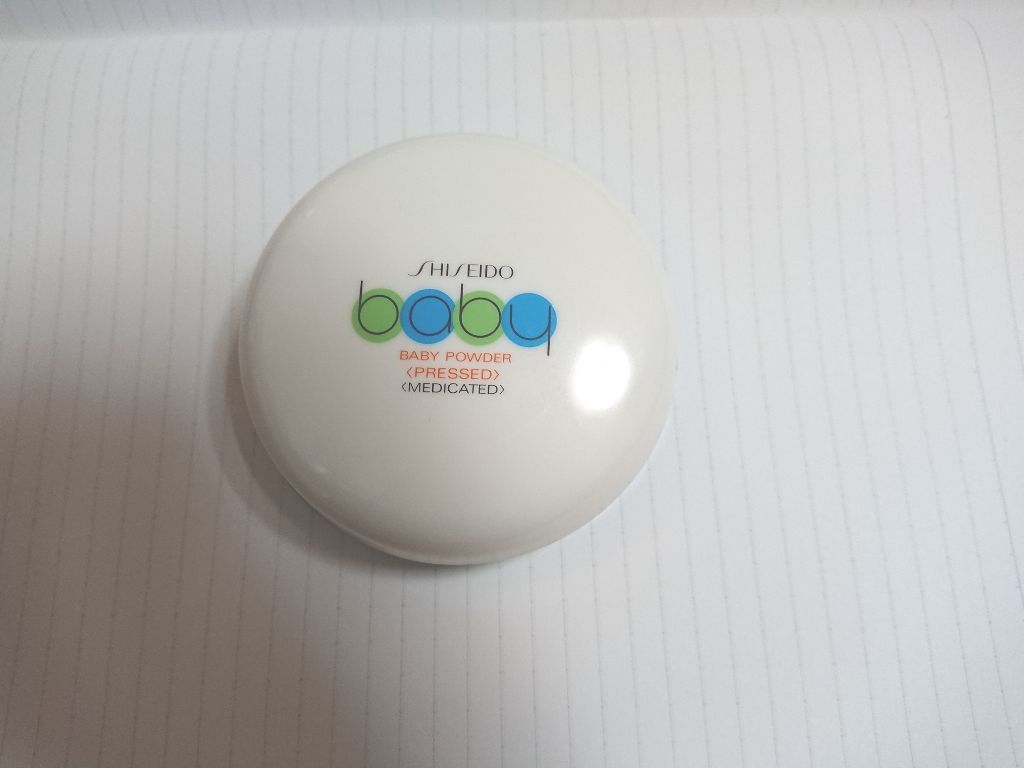 SHISEIDO
baby
BABY POWDER
〈PRESSED〉
〈MEDICATED〉